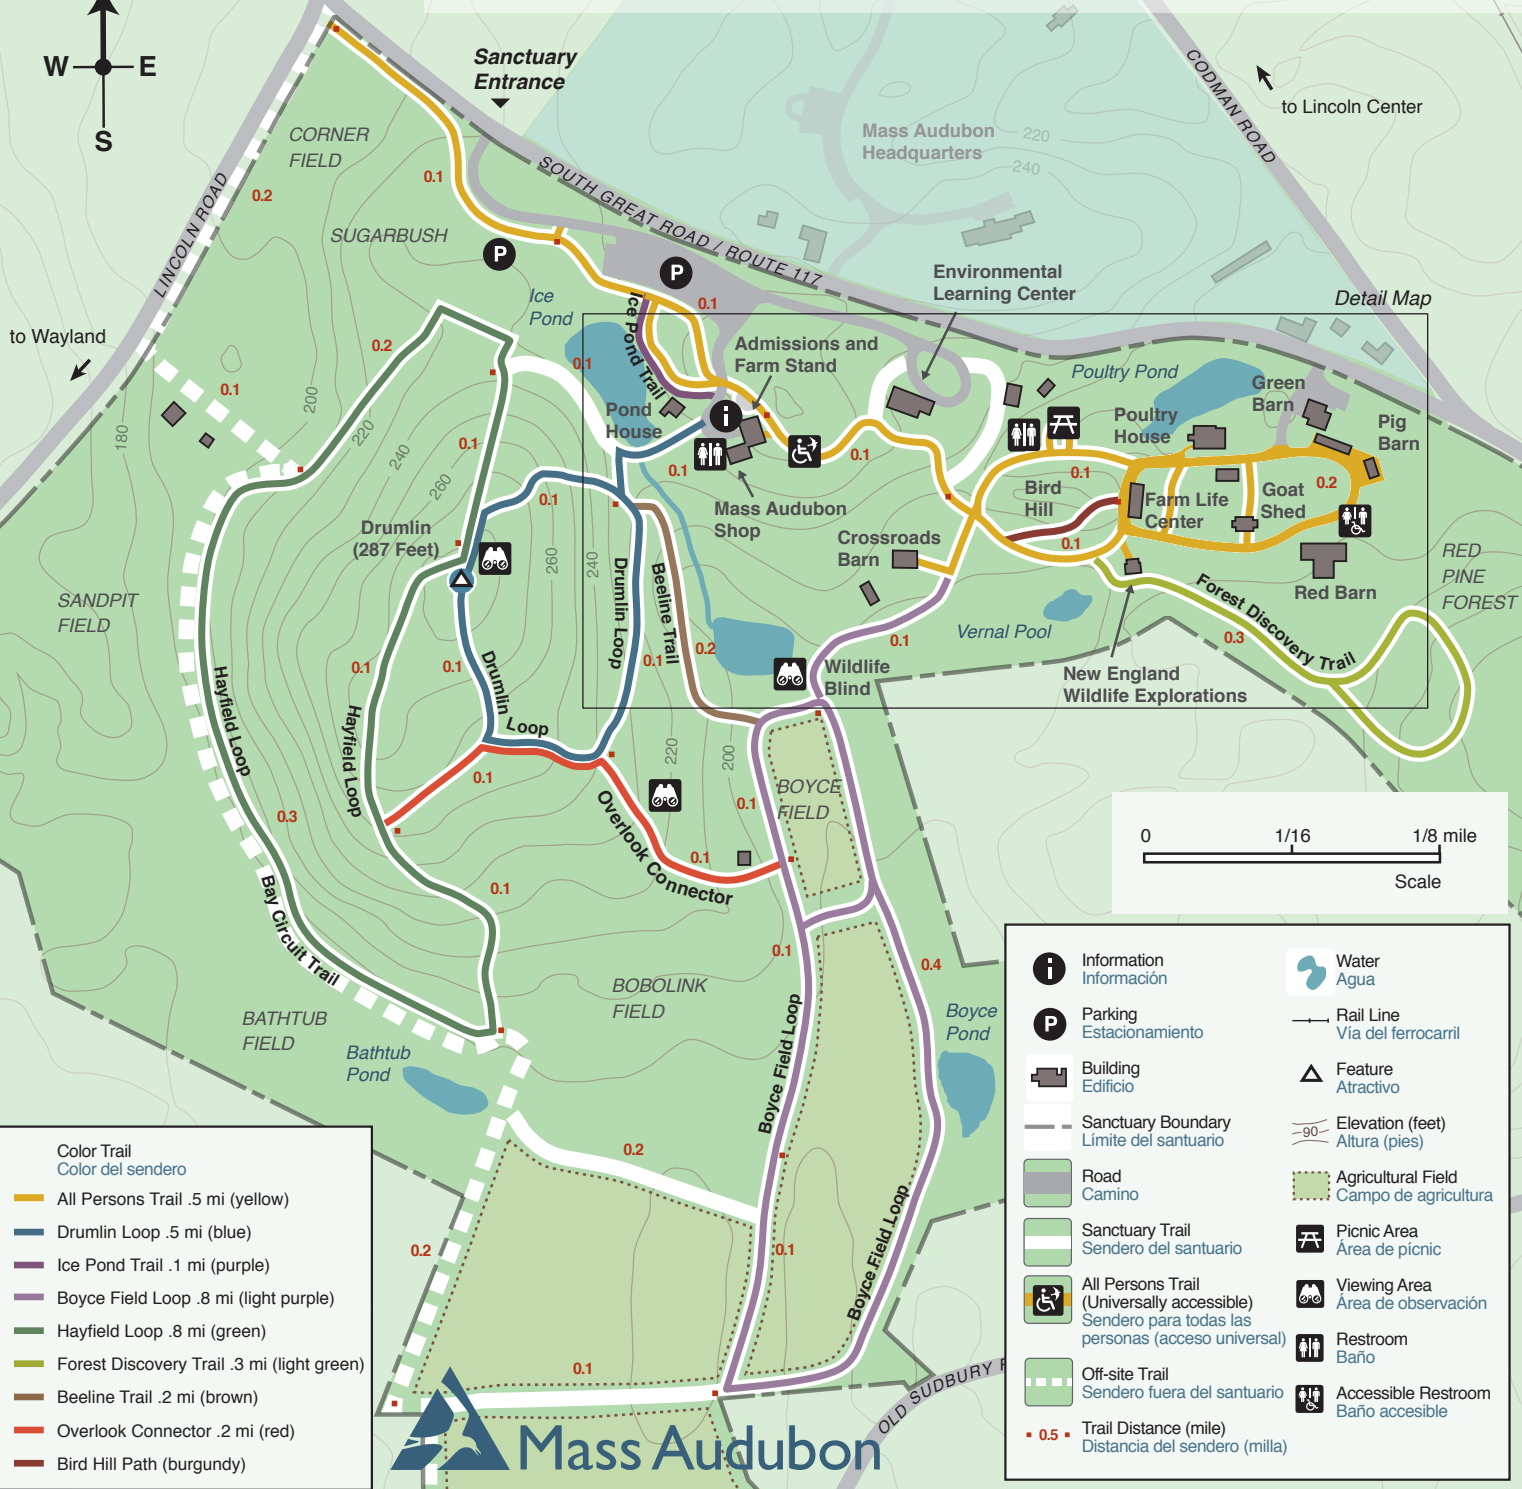 W
E
S
Sanctuary
Entrance
LINCOLN ROAD
SOUTH GREAT ROAD / ROUTE 117
CODMAN ROAD
to Lincoln Center
to Wayland
Mass Audubon
Headquarters
220
240
CORNER
FIELD
0.2
0.1
SUGARBUSH
P
P
Ice
Pond
0.1
Ice Pond Trail
Environmental
Learning Center
Detail Map
Admissions and
Farm Stand
0.2
0.1
0.1
180
200
220
240
260
Pond
House
i
Poultry Pond
Green
Barn
Poultry
House
Pig
Barn
0.1
0.1
0.1
0.1
0.1
0.2
Mass Audubon
Shop
Bird
Hill
Farm Life
Center
Goat
Shed
Drumlin
(287 Feet)
260
240
Crossroads
Barn
0.1
Red Barn
RED
PINE
FOREST
SANDPIT
FIELD
Drumlin Loop
Beeline Trail
0.1
0.2
Vernal Pool
0.1
Forest Discovery Trail
0.3
Hayfield Loop
Hayfield Loop
0.1
0.1
Drumlin
Loop
Wildlife
Blind
New England
Wildlife Explorations
220
200
0.1
0.3
0.1
BOYCE
FIELD
Overlook Connector
0.1
0.1
Bay Circuit Trail
0.1
0.4
BOBOLINK
FIELD
BATHTUB
FIELD
Bathtub
Pond
Boyce
Pond
Boyce Field Loop
Boyce Field Loop
0.2
0.2
0.1
0.1
OLD SUDBURY R
Mass Audubon
0
1/16
1/8 mile
Scale
Color Trail
Color del sendero
All Persons Trail .5 mi (yellow)
Drumlin Loop .5 mi (blue)
Ice Pond Trail .1 mi (purple)
Boyce Field Loop .8 mi (light purple)
Hayfield Loop .8 mi (green)
Forest Discovery Trail .3 mi (light green)
Beeline Trail .2 mi (brown)
Overlook Connector .2 mi (red)
Bird Hill Path (burgundy)
i
Information
Información
P
Parking
Estacionamiento
Building
Edificio
Sanctuary Boundary
Límite del santuario
Road
Camino
Sanctuary Trail
Sendero del santuario
All Persons Trail
(Universally accessible)
Sendero para todas las
personas (acceso universal)
Off-site Trail
Sendero fuera del santuario
0.5
Trail Distance (mile)
Distancia del sendero (milla)
Water
Agua
Rail Line
Vía del ferrocarril
Feature
Atractivo
90
Elevation (feet)
Altura (pies)
Agricultural Field
Campo de agricultura
Picnic Area
Área de pícnic
Viewing Area
Área de observación
Restroom
Baño
Accessible Restroom
Baño accesible